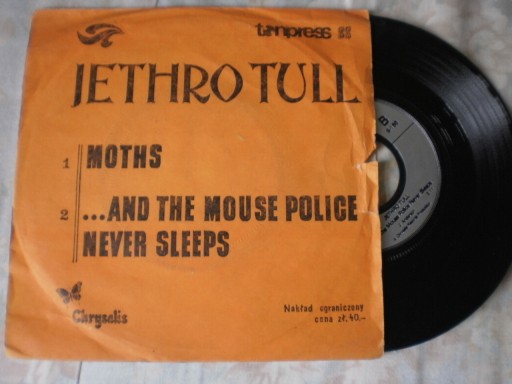 tonpress
JETHRO TULL
1 MOTHS
2 ...AND THE MOUSE POLICE
NEVER SLEEPS
Chrysalis
Nakład ograniczony
cena zł.40.-
B